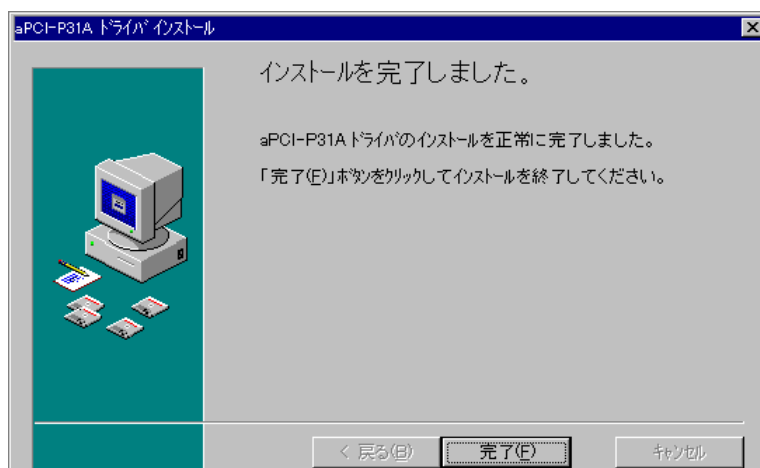 aPCI-P31A ドライバ インストール
インストールを完了しました。
aPCI-P31A ドライバのインストールを正常に完了しました。
「完了(F)」ボタンをクリックしてインストールを終了してください。
< 戻る(B)
完了(F)
キャンセル